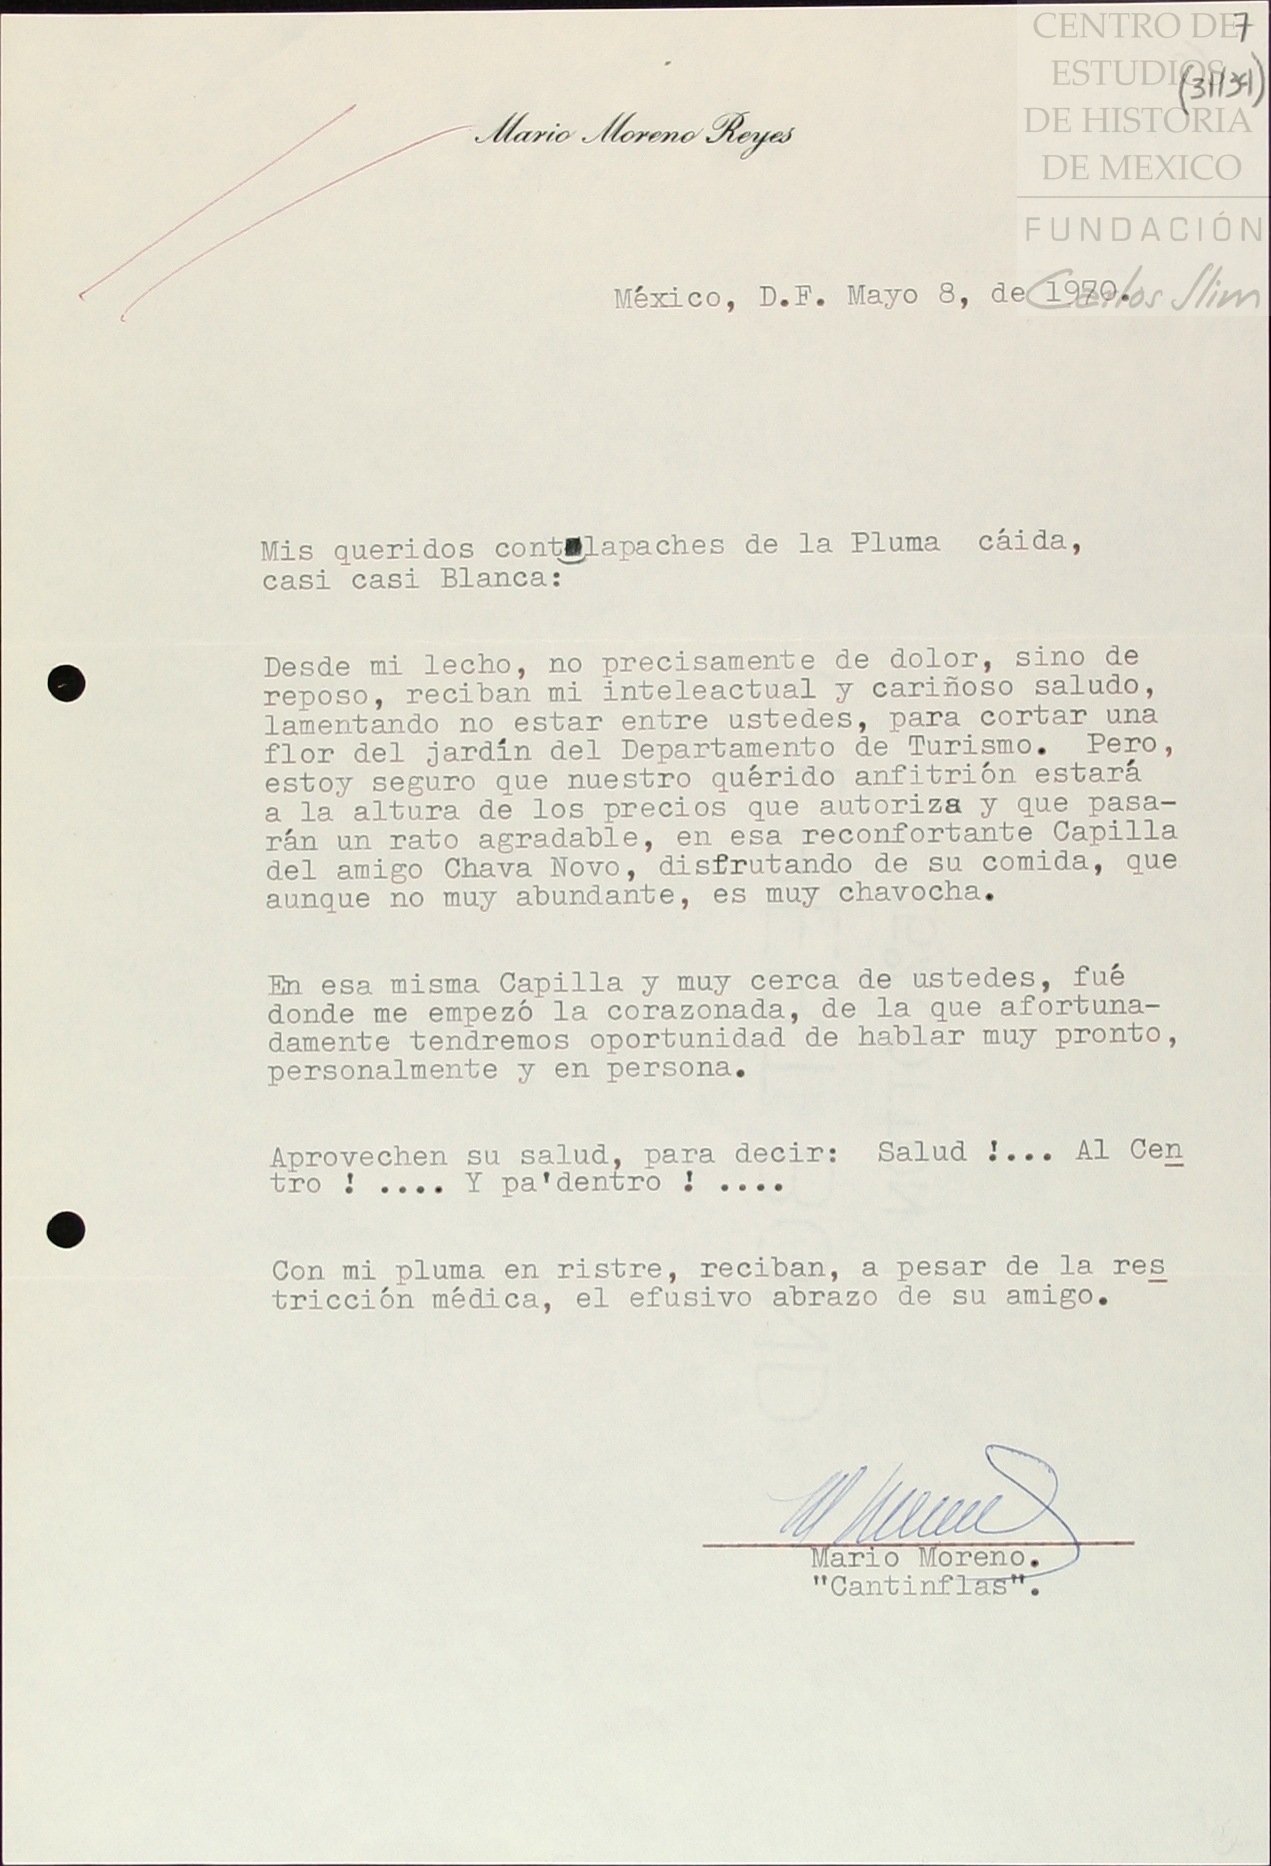 7
(31134)
CENTRO DE
ESTUDIOS
DE HISTORIA
DE MEXICO
FUNDACIÓN
Carlos Slim
Mario Moreno Reyes
México, D.F. Mayo 8, de 1970.
Mis queridos contlapaches de la Pluma cáida,
casi casi Blanca:
Desde mi lecho, no precisamente de dolor, sino de
reposo, reciban mi inteleactual y cariñoso saludo,
lamentando no estar entre ustedes, para cortar una
flor del jardín del Departamento de Turismo. Pero,
estoy seguro que nuestro quérido anfitrión estará
a la altura de los precios que autoriza y que pasa-
rán un rato agradable, en esa reconfortante Capilla
del amigo Chava Novo, disfrutando de su comida, que
aunque no muy abundante, es muy chavocha.
En esa misma Capilla y muy cerca de ustedes, fué
donde me empezó la corazonada, de la que afortuna-
damente tendremos oportunidad de hablar muy pronto,
personalmente y en persona.
Aprovechen su salud, para decir: Salud !... Al Cen
tro ! .... Y pa'dentro ! ....
Con mi pluma en ristre, reciban, a pesar de la res
tricción médica, el efusivo abrazo de su amigo.
M Moreno
Mario Moreno.
"Cantinflas".